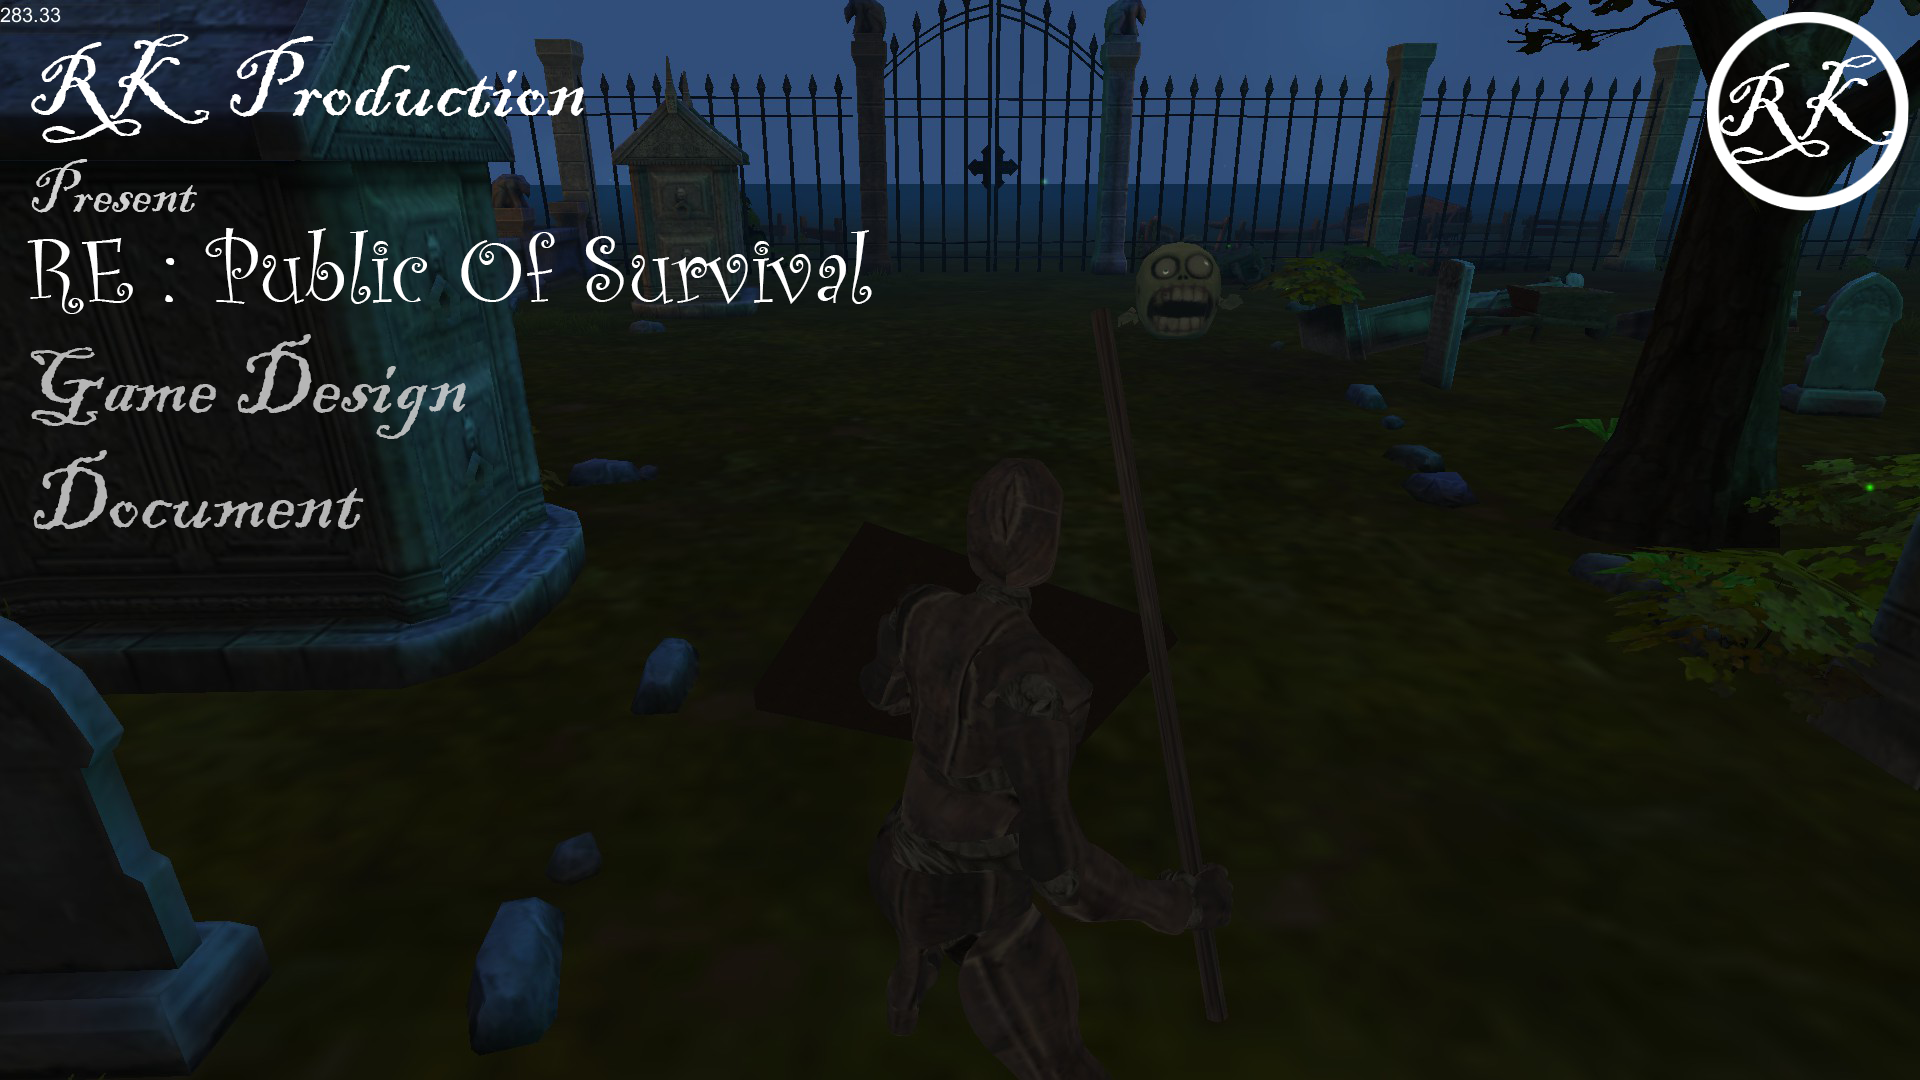 283.33
RK Production
RK
Present
RE : Public Of Survival
Game Design
Document